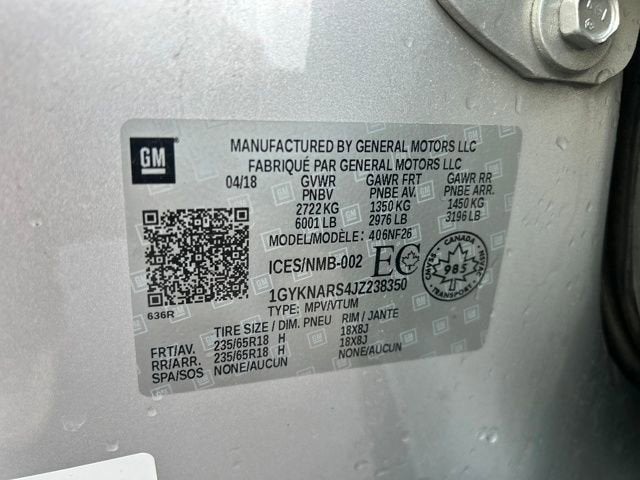 GM
MANUFACTURED BY GENERAL MOTORS LLC
FABRIQUÉ PAR GENERAL MOTORS LLC
04/18 GVWR GAWR FRT GAWR RR
PNBV PNBE AV. PNBE ARR.
2722 KG 1350 KG 1450 KG
6001 LB 2976 LB 3196 LB
MODEL/MODÈLE: 406NF26
ICES/NMB-002 EC
CANADA
985
CMVSS NSVAC
TRANSPORT
1GYKNARS4JZ238350
TYPE: MPV/VTUM
636R
TIRE SIZE / DIM. PNEU RIM / JANTE
FRT/AV. 235/65R18 H 18X8J
RR/ARR. 235/65R18 H 18X8J
SPA/SOS NONE/AUCUN NONE/AUCUN